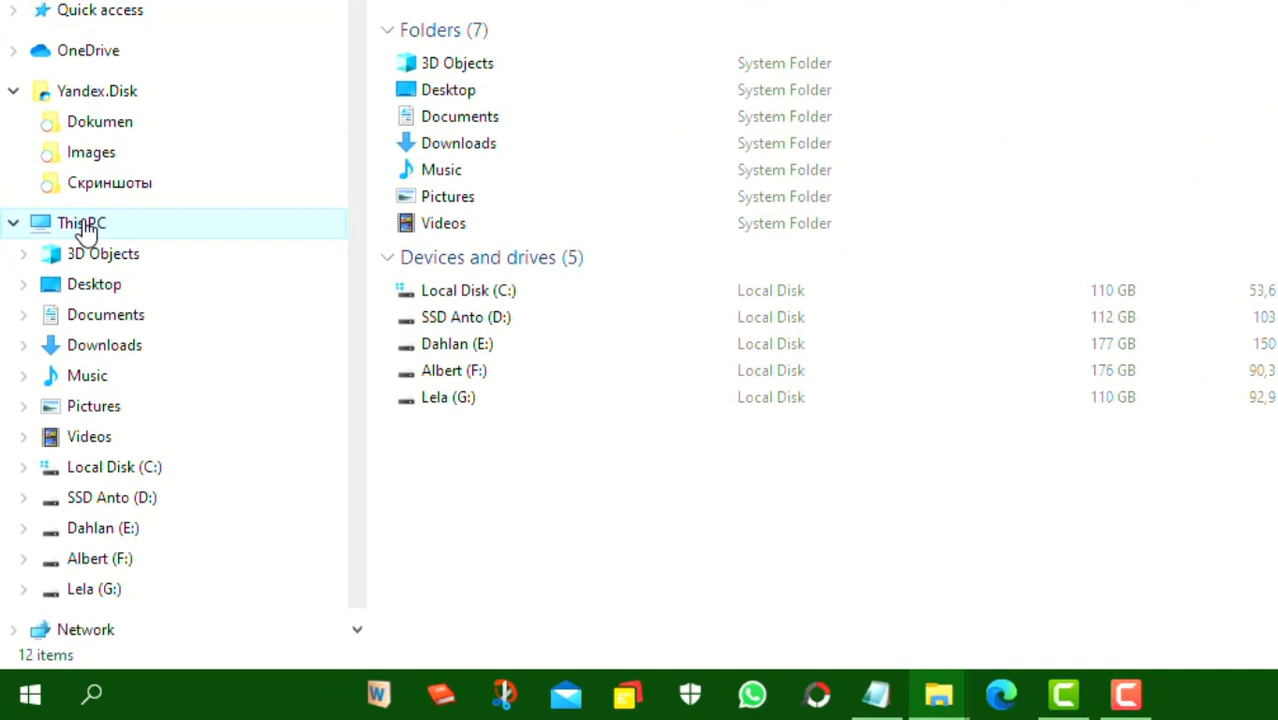 Quick access
OneDrive
Yandex.Disk
Dokumen
Images
Скриншоты
This PC
3D Objects
Desktop
Documents
Downloads
Music
Pictures
Videos
Local Disk (C:)
SSD Anto (D:)
Dahlan (E:)
Albert (F:)
Lela (G:)
Network
12 items
Folders (7)
3D Objects System Folder
Desktop System Folder
Documents System Folder
Downloads System Folder
Music System Folder
Pictures System Folder
Videos System Folder
Devices and drives (5)
Local Disk (C:) Local Disk 110 GB 53,6
SSD Anto (D:) Local Disk 112 GB 103
Dahlan (E:) Local Disk 177 GB 150
Albert (F:) Local Disk 176 GB 90,3
Lela (G:) Local Disk 110 GB 92,9